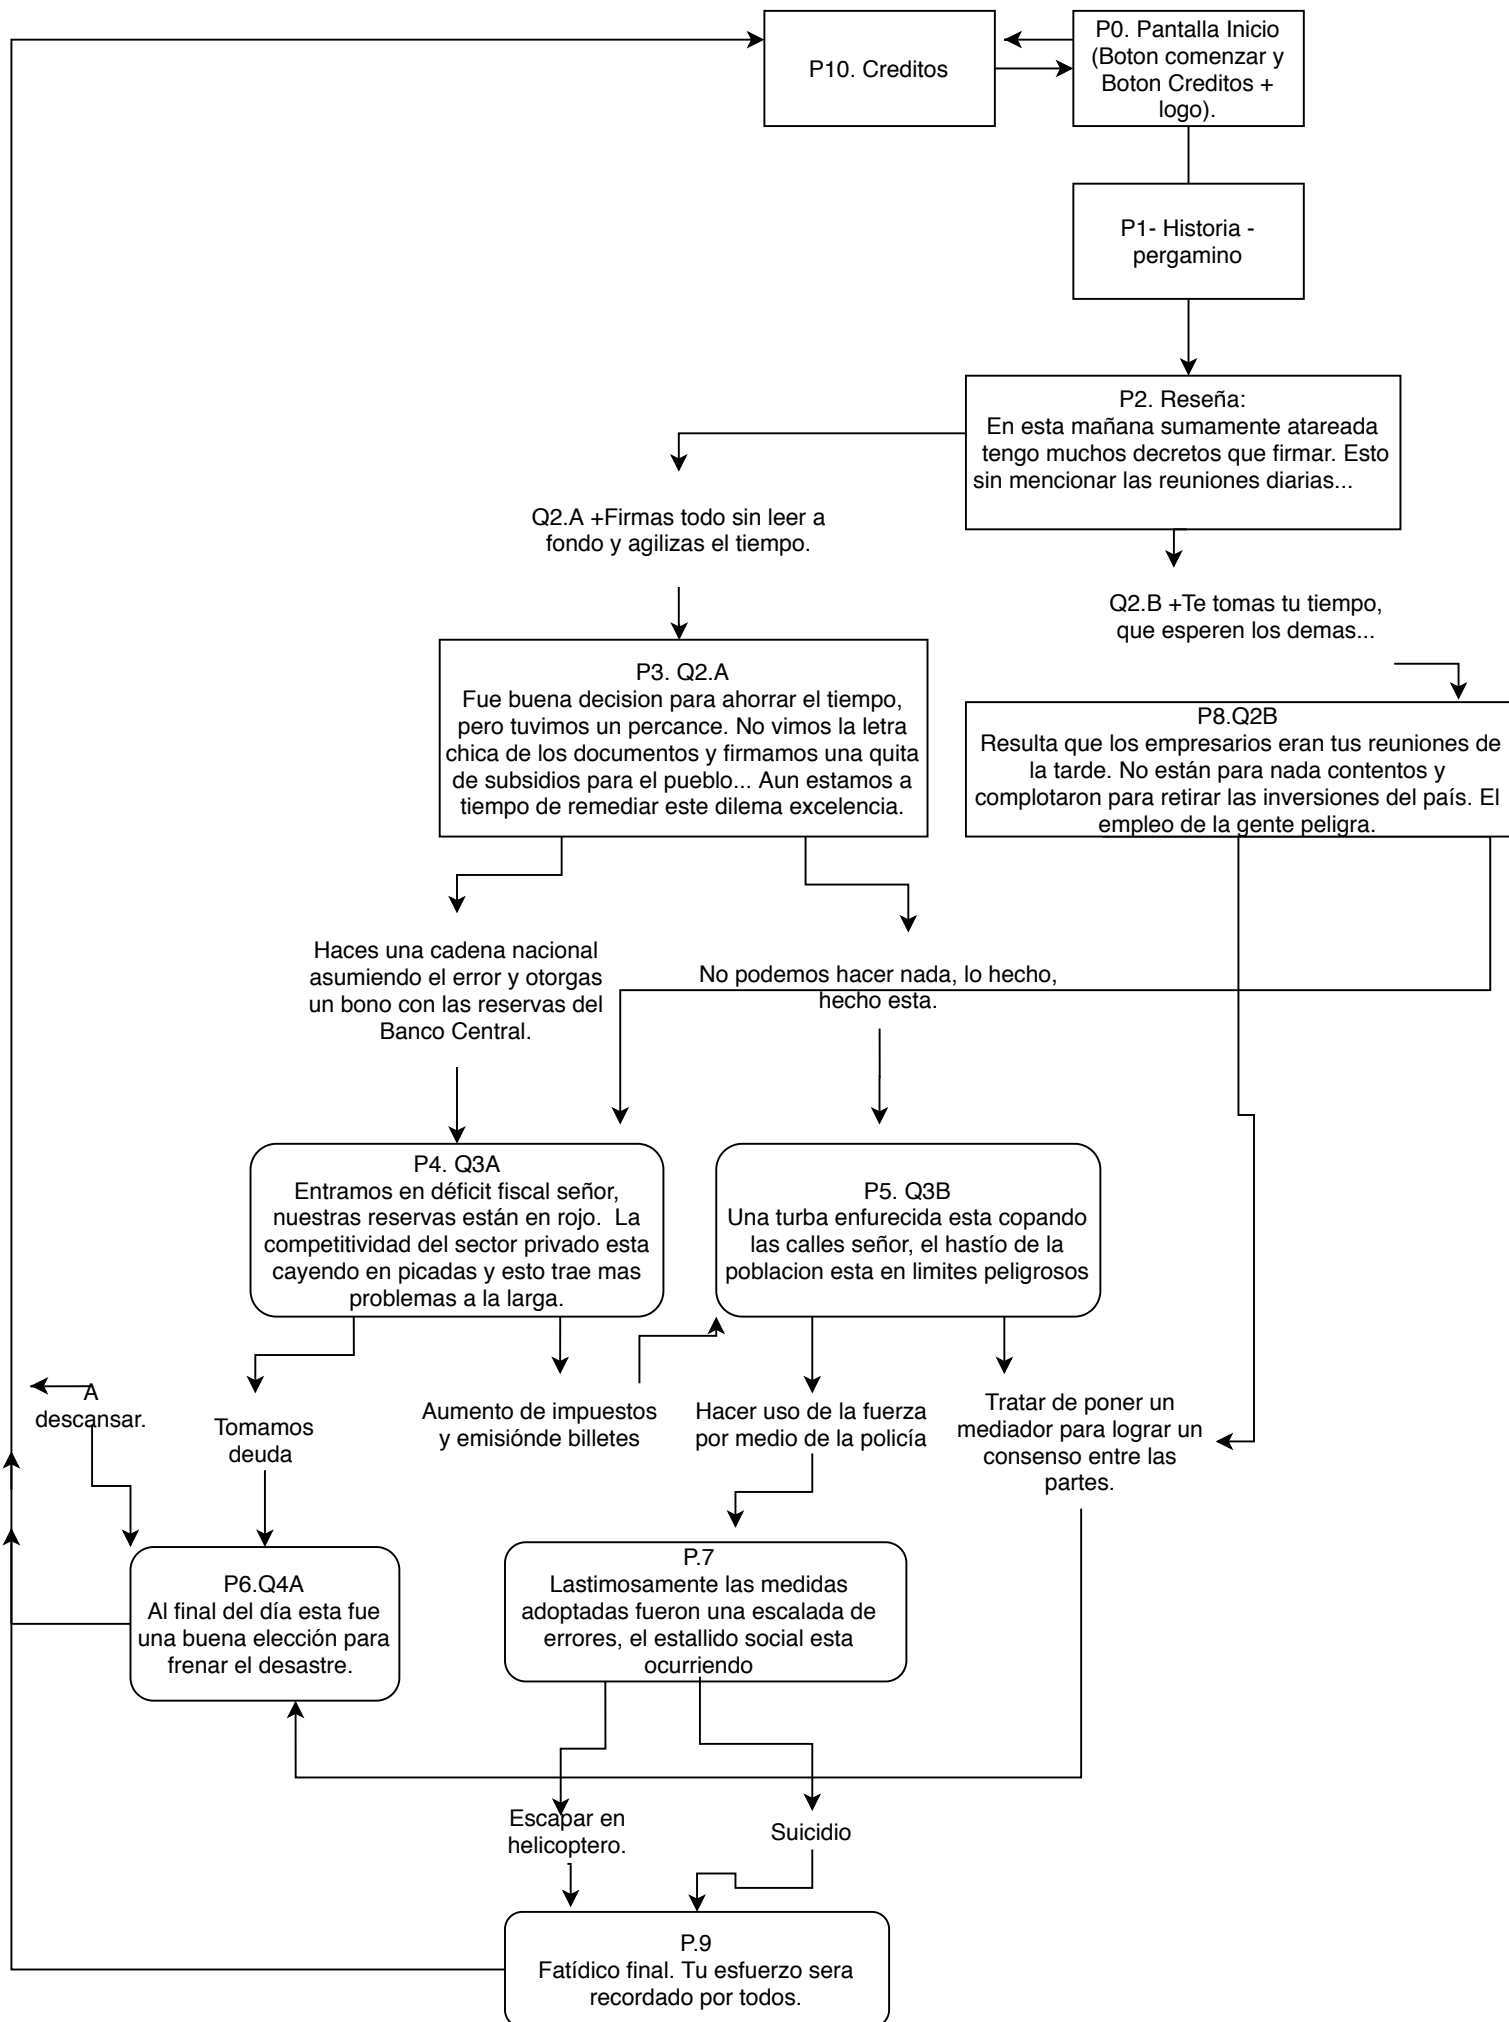 P10. Creditos
P0. Pantalla Inicio
(Boton comenzar y
Boton Creditos +
logo).
P1- Historia -
pergamino
P2. Reseña:
En esta mañana sumamente atareada
tengo muchos decretos que firmar. Esto
sin mencionar las reuniones diarias...
Q2.A +Firmas todo sin leer a
fondo y agilizas el tiempo.
Q2.B +Te tomas tu tiempo,
que esperen los demas...
P3. Q2.A
Fue buena decision para ahorrar el tiempo,
pero tuvimos un percance. No vimos la letra
chica de los documentos y firmamos una quita
de subsidios para el pueblo... Aun estamos a
tiempo de remediar este dilema excelencia.
P8.Q2B
Resulta que los empresarios eran tus reuniones de
la tarde. No están para nada contentos y
complotaron para retirar las inversiones del país. El
empleo de la gente peligra.
Haces una cadena nacional
asumiendo el error y otorgas
un bono con las reservas del
Banco Central.
No podemos hacer nada, lo hecho,
hecho esta.
P4. Q3A
Entramos en déficit fiscal señor,
nuestras reservas están en rojo.  La
competitividad del sector privado esta
cayendo en picadas y esto trae mas
problemas a la larga.
P5. Q3B
Una turba enfurecida esta copando
las calles señor, el hastío de la
poblacion esta en limites peligrosos
A
descansar.
Tomamos
deuda
Aumento de impuestos
y emisiónde billetes
Hacer uso de la fuerza
por medio de la policía
Tratar de poner un
mediador para lograr un
consenso entre las
partes.
P6.Q4A
Al final del día esta fue
una buena elección para
frenar el desastre.
P.7
Lastimosamente las medidas
adoptadas fueron una escalada de
errores, el estallido social esta
ocurriendo
Escapar en
helicoptero.
Suicidio
P.9
Fatídico final. Tu esfuerzo sera
recordado por todos.